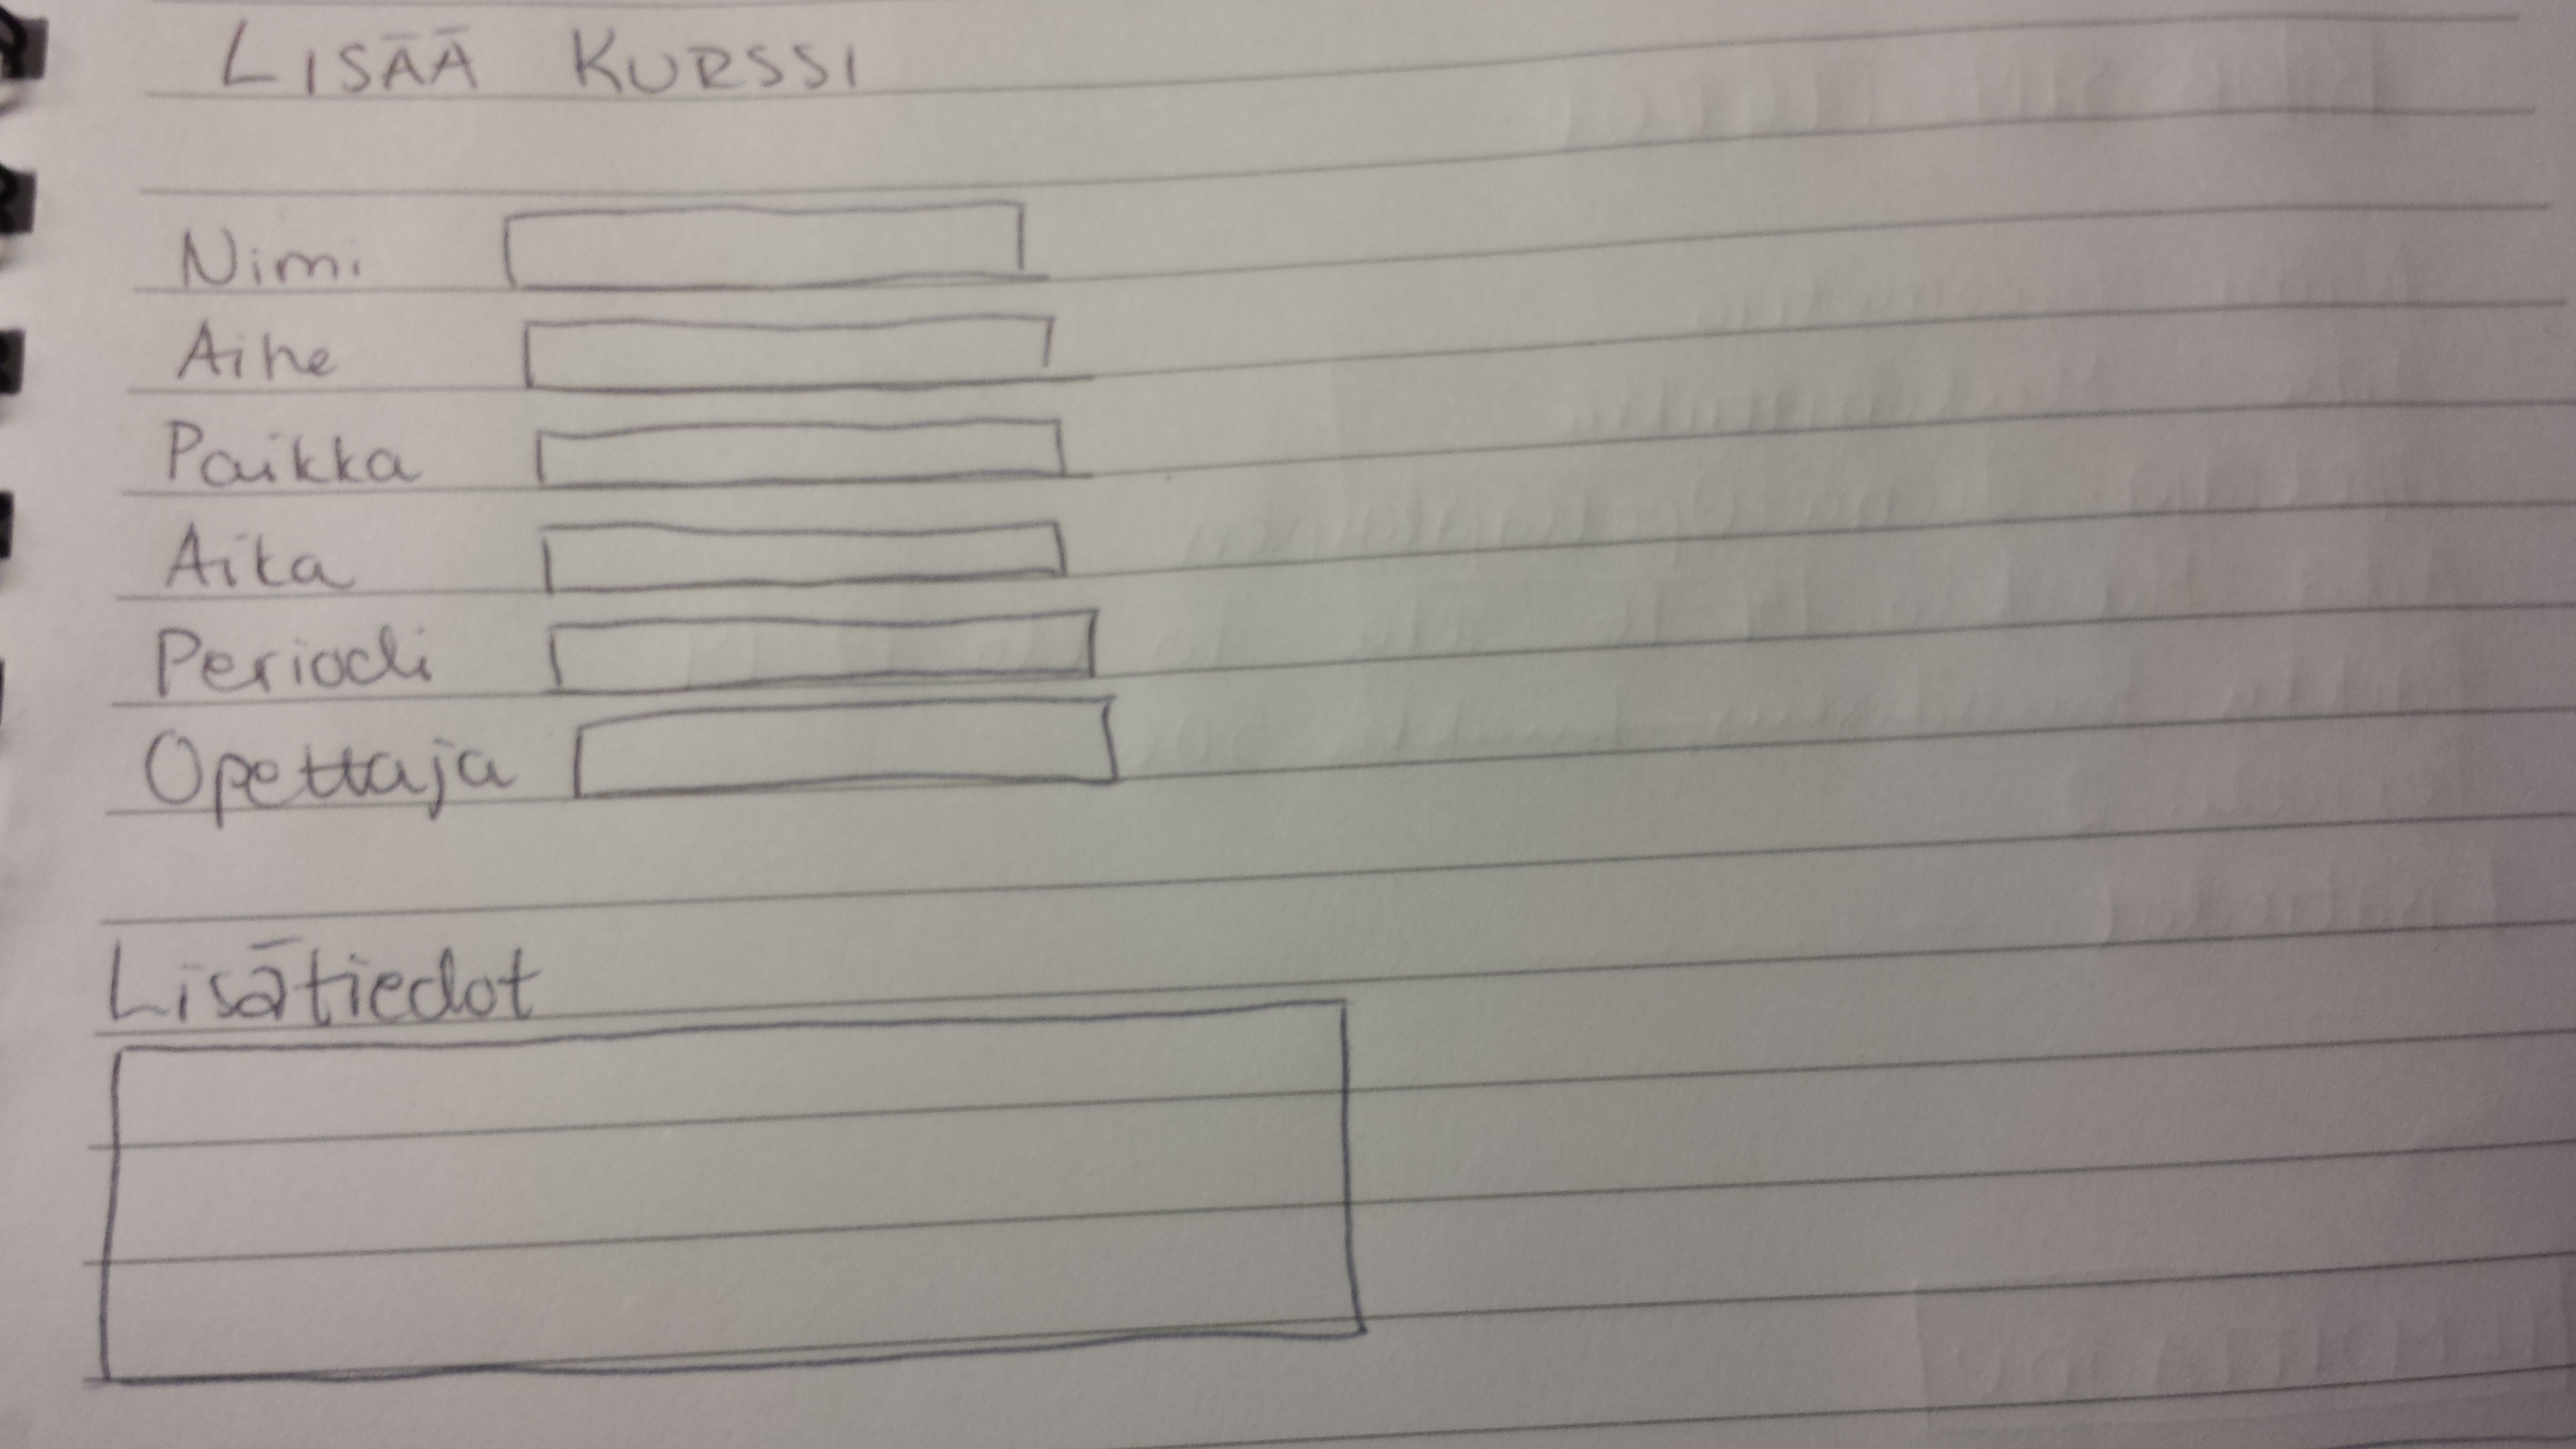 LISÄÄ KURSSI
Nimi
Aihe
Paikka
Aika
Periodi
Opettaja
Lisätiedot